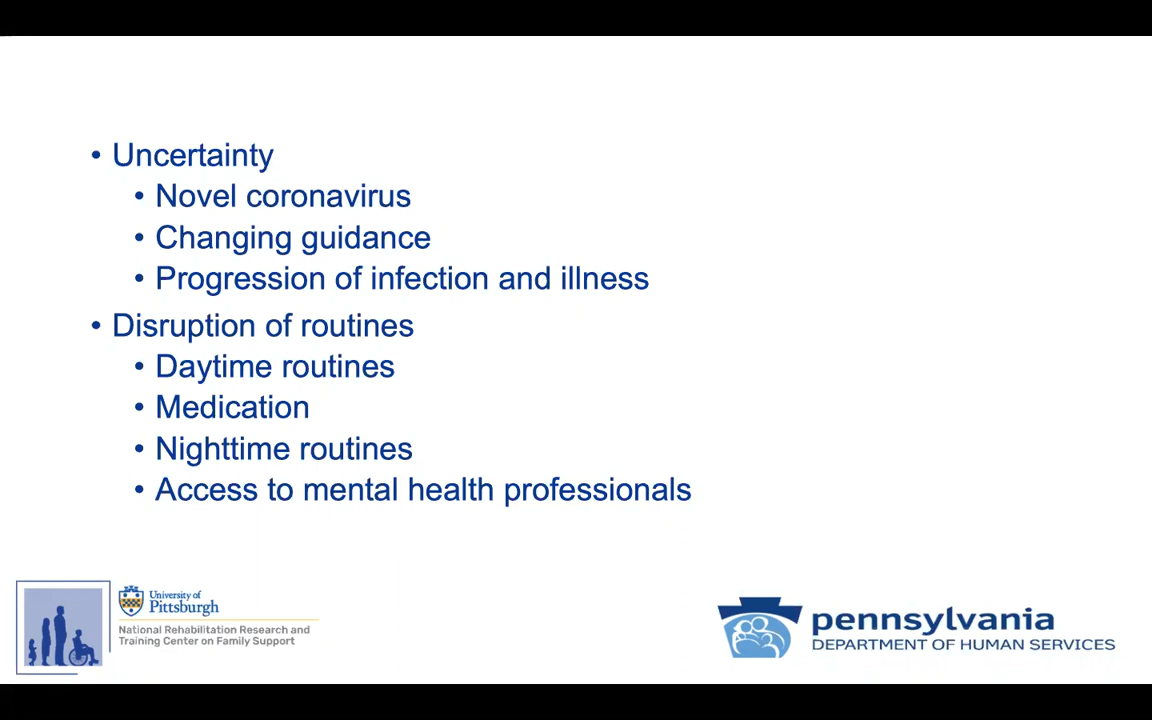 • Uncertainty
• Novel coronavirus
• Changing guidance
• Progression of infection and illness
• Disruption of routines
• Daytime routines
• Medication
• Nighttime routines
• Access to mental health professionals
University of
Pittsburgh
National Rehabilitation Research and
Training Center on Family Support
pennsylvania
DEPARTMENT OF HUMAN SERVICES